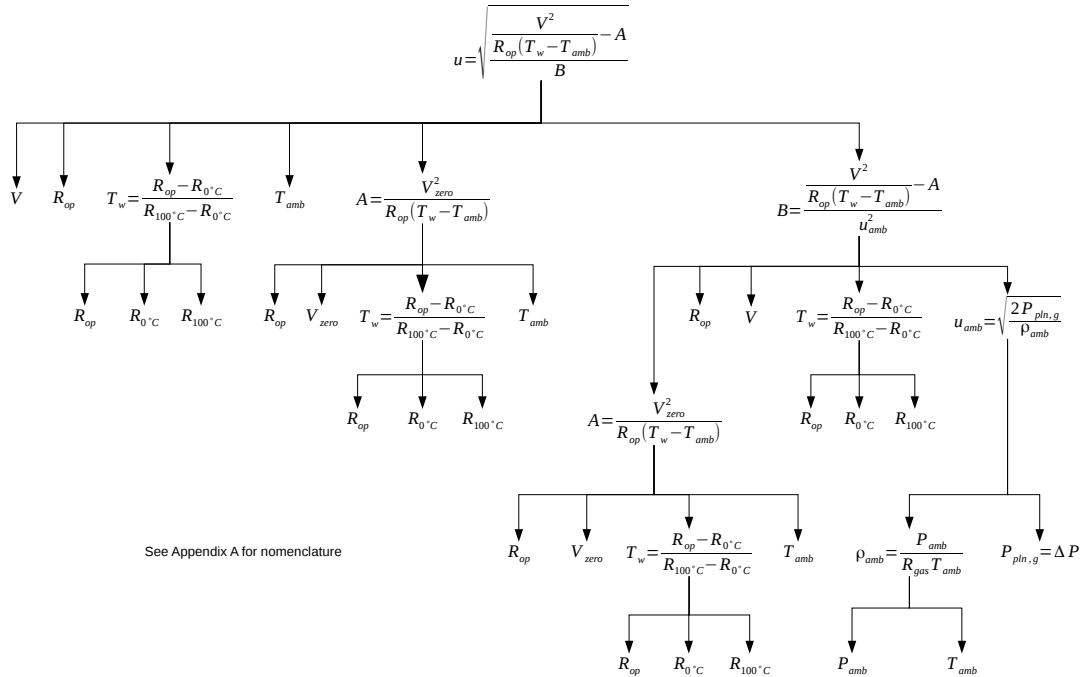 u=√(((V²/(R_op(T_w−T_amb)))−A)/B)
V R_op T_w=(R_op−R_0°C)/(R_100°C−R_0°C) T_amb A=V²_zero/(R_op(T_w−T_amb)) B=((V²/(R_op(T_w−T_amb)))−A)/u²_amb
R_op R_0°C R_100°C R_op V_zero T_w=(R_op−R_0°C)/(R_100°C−R_0°C) T_amb R_op V T_w=(R_op−R_0°C)/(R_100°C−R_0°C) u_amb=√(2P_pln,g/ρ_amb)
R_op R_0°C R_100°C A=V²_zero/(R_op(T_w−T_amb)) R_op R_0°C R_100°C
See Appendix A for nomenclature R_op V_zero T_w=(R_op−R_0°C)/(R_100°C−R_0°C) T_amb ρ_amb=P_amb/(R_gas T_amb) P_pln,g=ΔP
R_op R_0°C R_100°C P_amb T_amb